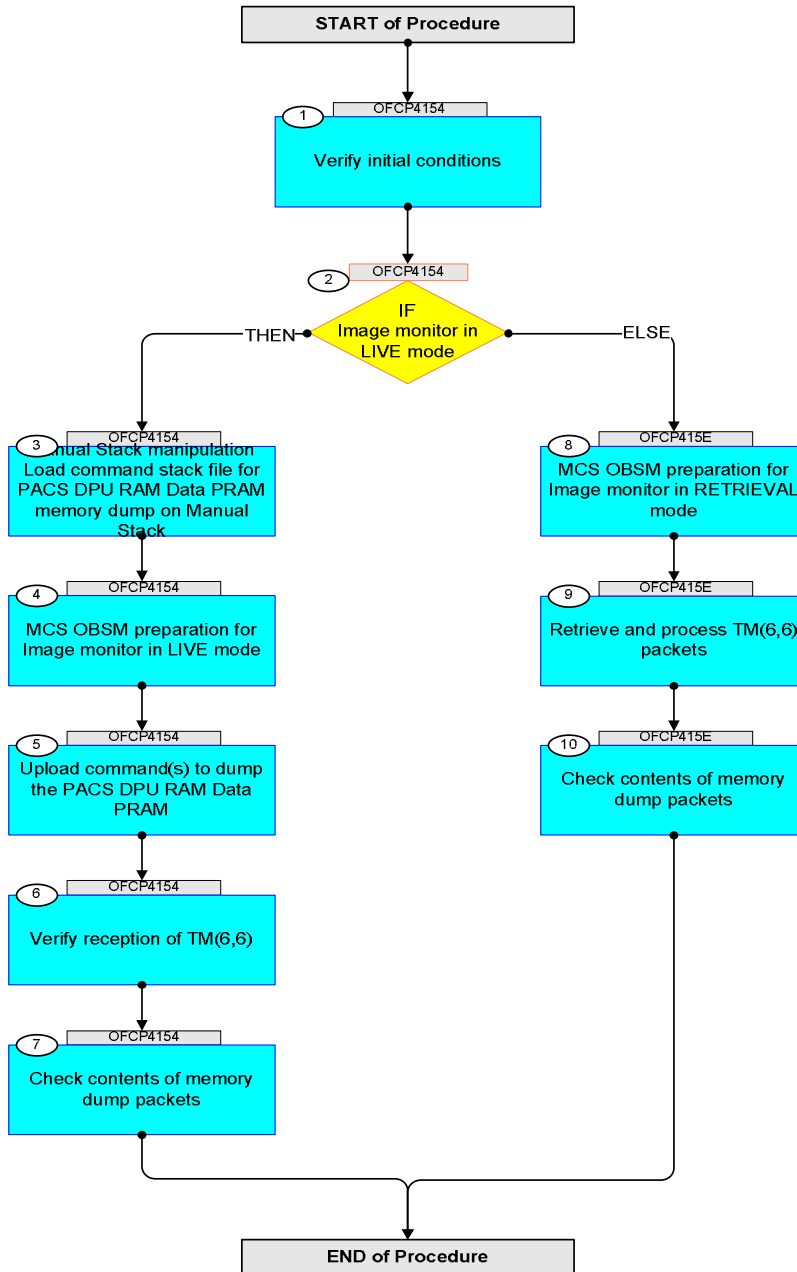 START of Procedure
OFCP4154
1
Verify initial conditions
OFCP4154
2
IF
Image monitor in
LIVE mode
THEN
ELSE
OFCP4154
3
nual Stack manipulation
Load command stack file for
PACS DPU RAM Data PRAM
memory dump on Manual
Stack
OFCP4154
4
MCS OBSM preparation for
Image monitor in LIVE mode
OFCP4154
5
Upload command(s) to dump
the PACS DPU RAM Data
PRAM
OFCP4154
6
Verify reception of TM(6,6)
OFCP4154
7
Check contents of memory
dump packets
OFCP415E
8
MCS OBSM preparation for
Image monitor in RETRIEVAL
mode
OFCP415E
9
Retrieve and process TM(6,6)
packets
OFCP415E
10
Check contents of memory
dump packets
END of Procedure